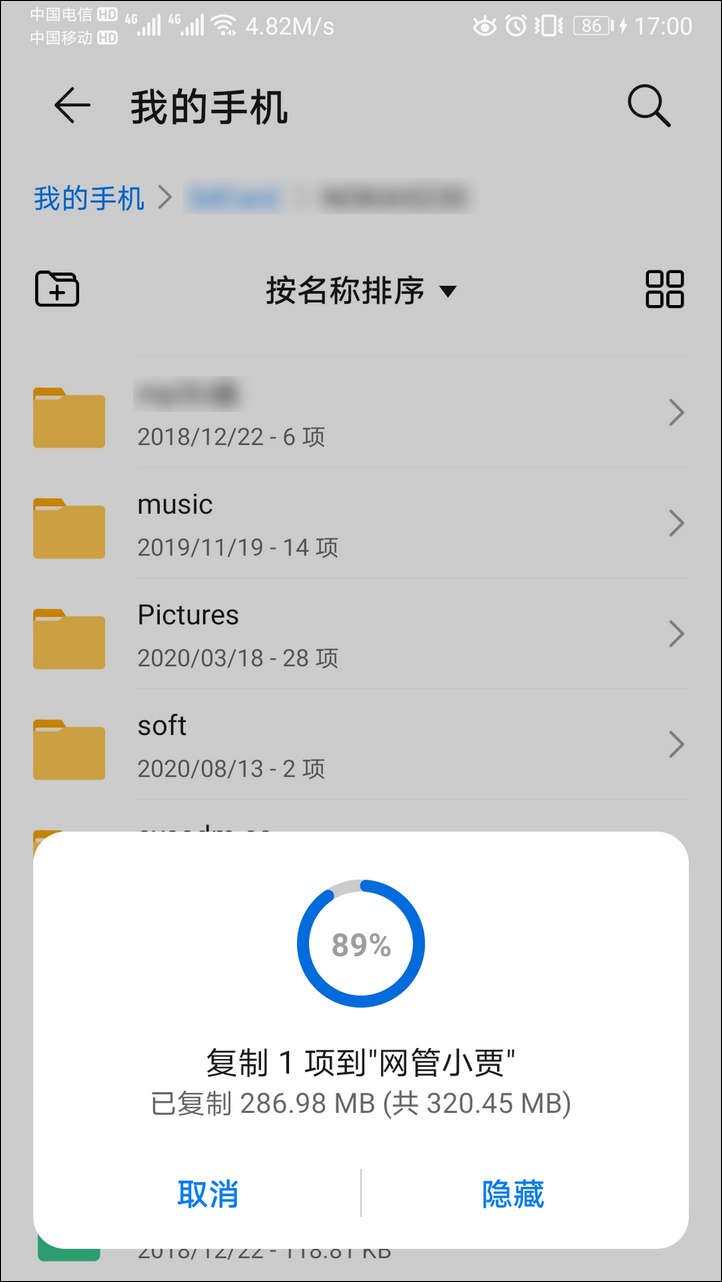 中国电信 HD 4G 4G 4.82M/s 86 17:00
中国移动 HD
我的手机
我的手机
按名称排序
2018/12/22 - 6 项
music
2019/11/19 - 14 项
Pictures
2020/03/18 - 28 项
soft
2020/08/13 - 2 项
89%
复制 1 项到"网管小贾"
已复制 286.98 MB (共 320.45 MB)
取消
隐藏
2018/12/22 - 118.81 KB